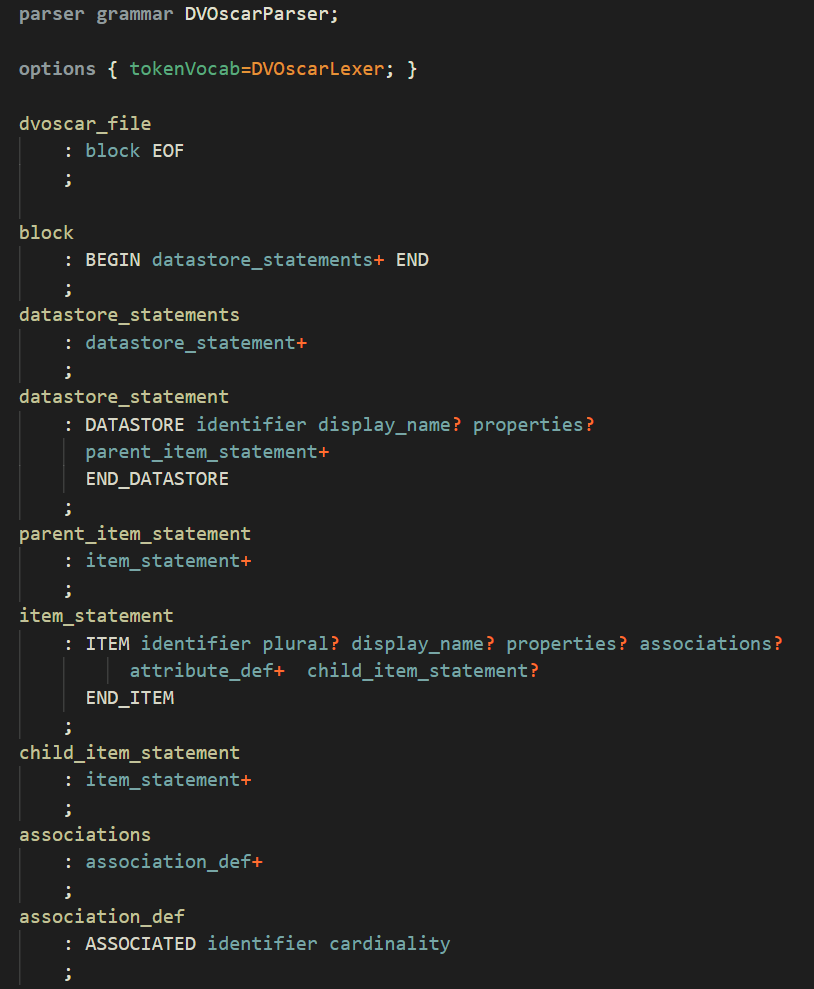 parser grammar DVOscarParser;
options { tokenVocab=DVOscarLexer; }
dvoscar_file
: block EOF
;
block
: BEGIN datastore_statements+ END
;
datastore_statements
: datastore_statement+
;
datastore_statement
: DATASTORE identifier display_name? properties?
parent_item_statement+
END_DATASTORE
;
parent_item_statement
: item_statement+
;
item_statement
: ITEM identifier plural? display_name? properties? associations?
attribute_def+  child_item_statement?
END_ITEM
;
child_item_statement
: item_statement+
;
associations
: association_def+
;
association_def
: ASSOCIATED identifier cardinality
;